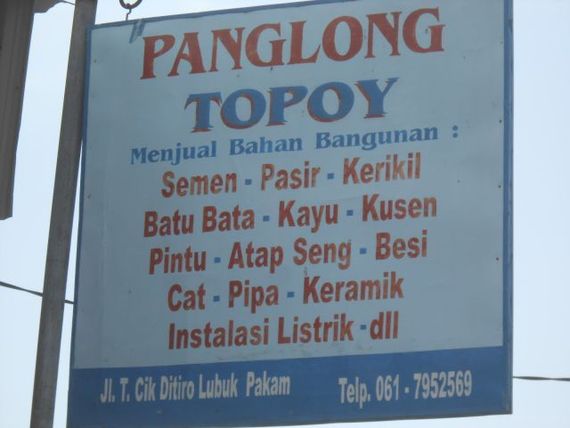 PANGLONG
TOPOY
Menjual Bahan Bangunan :
Semen - Pasir - Kerikil
Batu Bata - Kayu - Kusen
Pintu - Atap Seng - Besi
Cat - Pipa - Keramik
Instalasi Listrik - dll
Jl. T. Cik Ditiro Lubuk Pakam Telp. 061 - 7952569